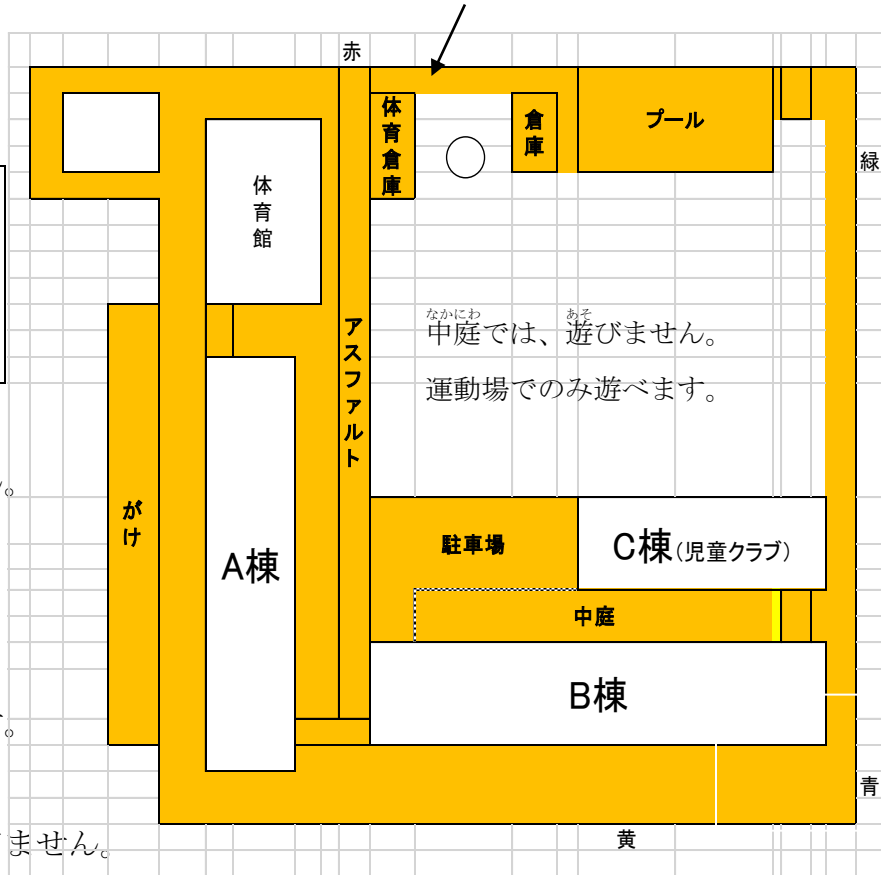 赤
体育倉庫
倉庫
プール
緑
体育館
なかにわ あそ
中庭では、遊びません。
運動場でのみ遊べます。
アスファルト
がけ
A棟
駐車場
C棟(児童クラブ)
中庭
B棟
青
黄
ません。